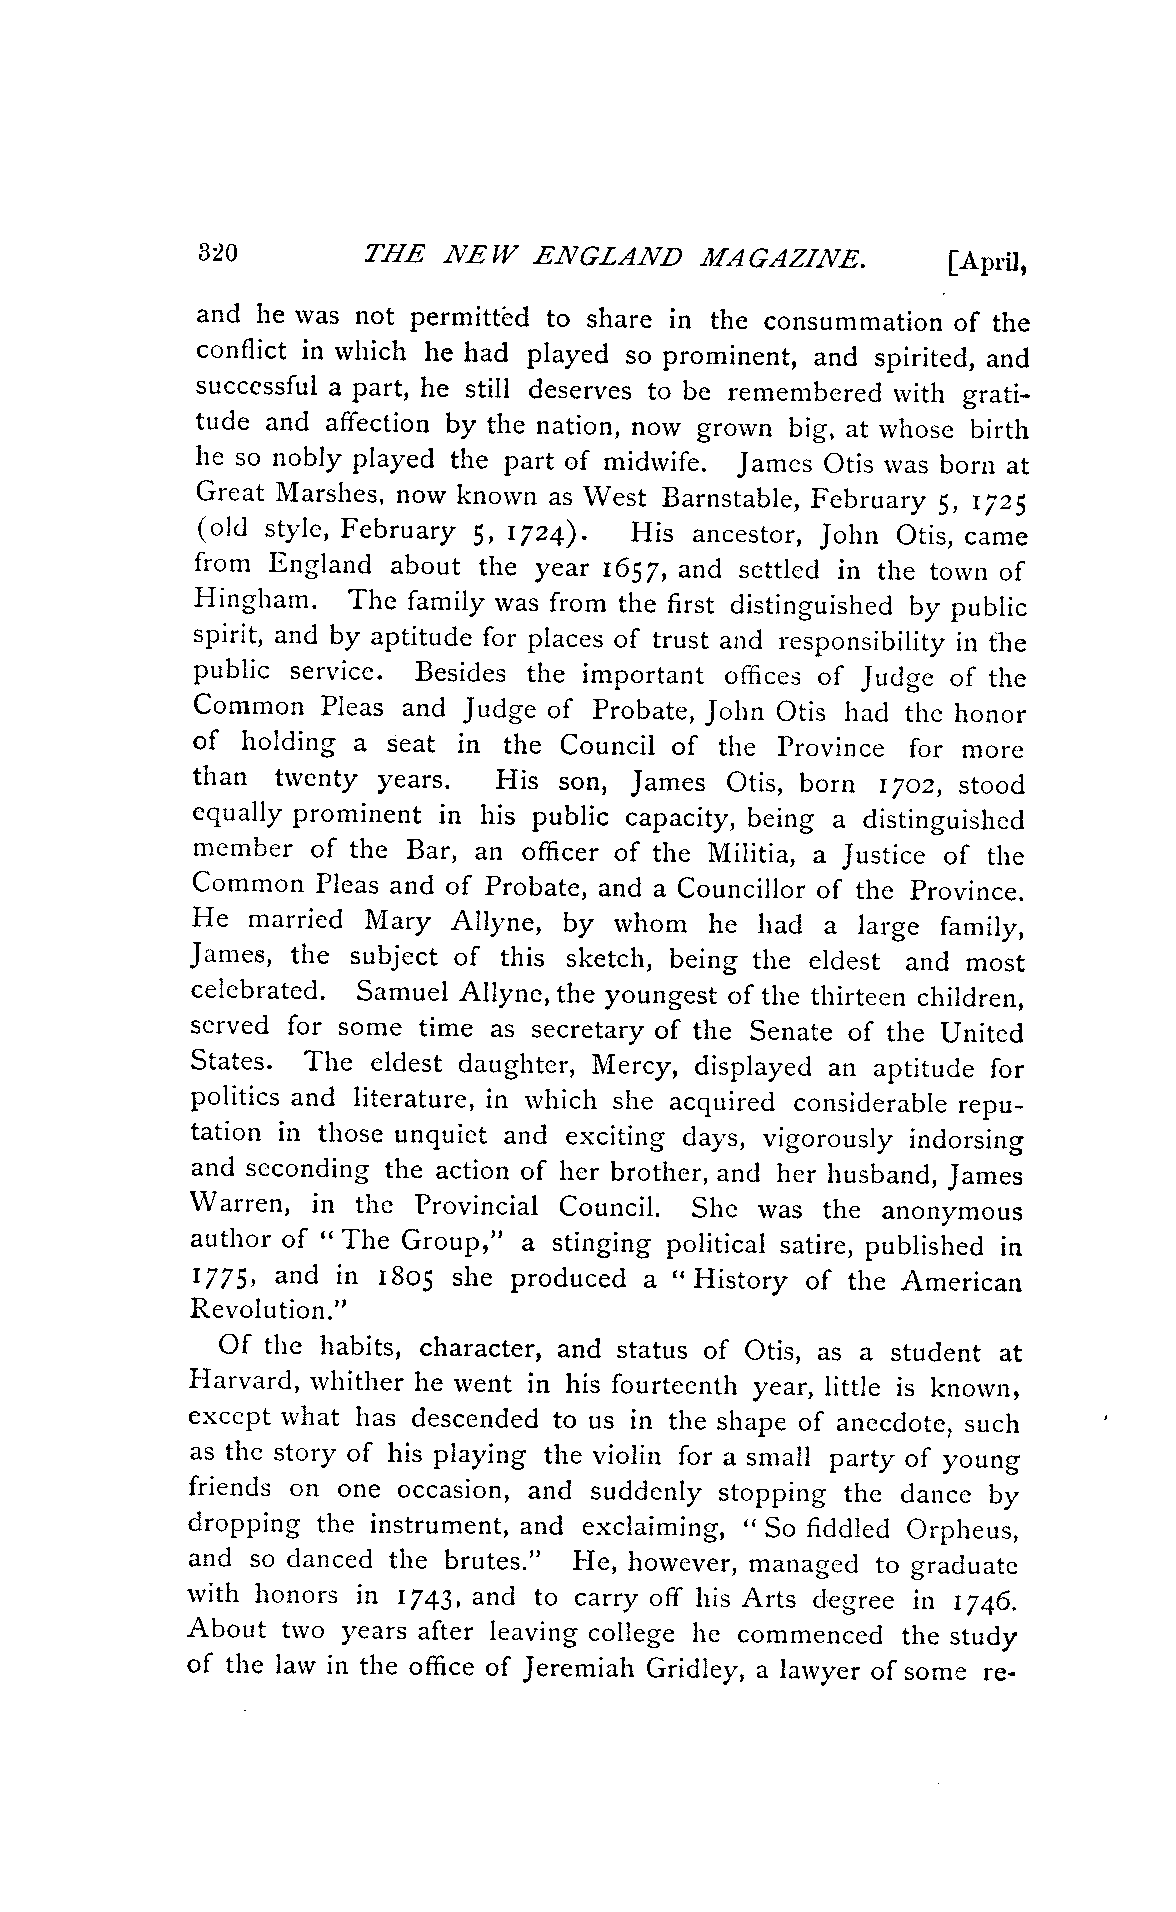 320 THE NEW ENGLAND MAGAZINE. [April,
and he was not permitted to share in the consummation of the
conflict in which he had played so prominent, and spirited, and
successful a part, he still deserves to be remembered with grati-
tude and affection by the nation, now grown big, at whose birth
he so nobly played the part of midwife. James Otis was born at
Great Marshes, now known as West Barnstable, February 5, 1725
(old style, February 5, 1724). His ancestor, John Otis, came
from England about the year 1657, and settled in the town of
Hingham. The family was from the first distinguished by public
spirit, and by aptitude for places of trust and responsibility in the
public service. Besides the important offices of Judge of the
Common Pleas and Judge of Probate, John Otis had the honor
of holding a seat in the Council of the Province for more
than twenty years. His son, James Otis, born 1702, stood
equally prominent in his public capacity, being a distinguished
member of the Bar, an officer of the Militia, a Justice of the
Common Pleas and of Probate, and a Councillor of the Province.
He married Mary Allyne, by whom he had a large family,
James, the subject of this sketch, being the eldest and most
celebrated. Samuel Allyne, the youngest of the thirteen children,
served for some time as secretary of the Senate of the United
States. The eldest daughter, Mercy, displayed an aptitude for
politics and literature, in which she acquired considerable repu-
tation in those unquiet and exciting days, vigorously indorsing
and seconding the action of her brother, and her husband, James
Warren, in the Provincial Council. She was the anonymous
author of "The Group," a stinging political satire, published in
1775, and in 1805 she produced a "History of the American
Revolution."
Of the habits, character, and status of Otis, as a student at
Harvard, whither he went in his fourteenth year, little is known,
except what has descended to us in the shape of anecdote, such
as the story of his playing the violin for a small party of young
friends on one occasion, and suddenly stopping the dance by
dropping the instrument, and exclaiming, "So fiddled Orpheus,
and so danced the brutes." He, however, managed to graduate
with honors in 1743, and to carry off his Arts degree in 1746.
About two years after leaving college he commenced the study
of the law in the office of Jeremiah Gridley, a lawyer of some re-